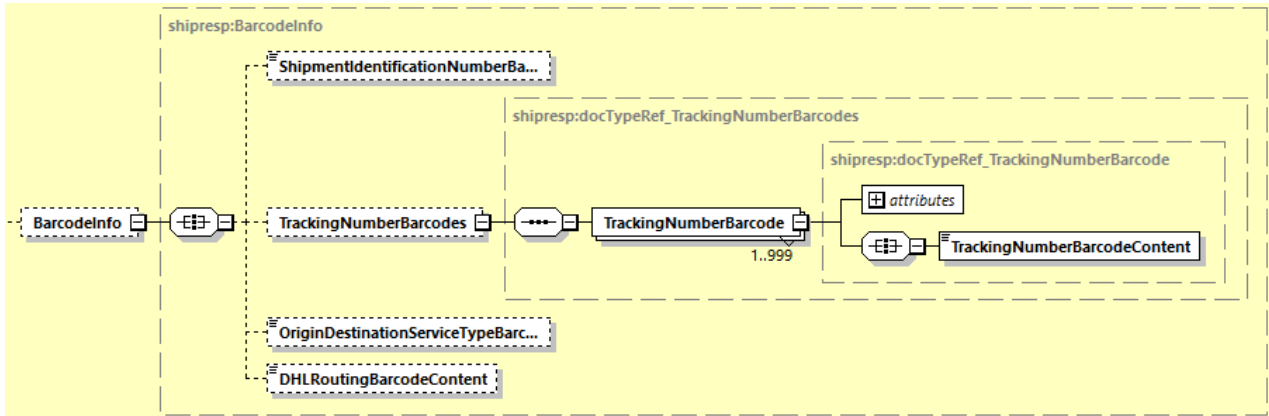 shipresp:BarcodeInfo
ShipmentIdentificationNumberBa...
shipresp:docTypeRef_TrackingNumberBarcodes
shipresp:docTypeRef_TrackingNumberBarcode
attributes
BarcodeInfo
TrackingNumberBarcodes
TrackingNumberBarcode
1..999
TrackingNumberBarcodeContent
OriginDestinationServiceTypeBarc...
DHLRoutingBarcodeContent